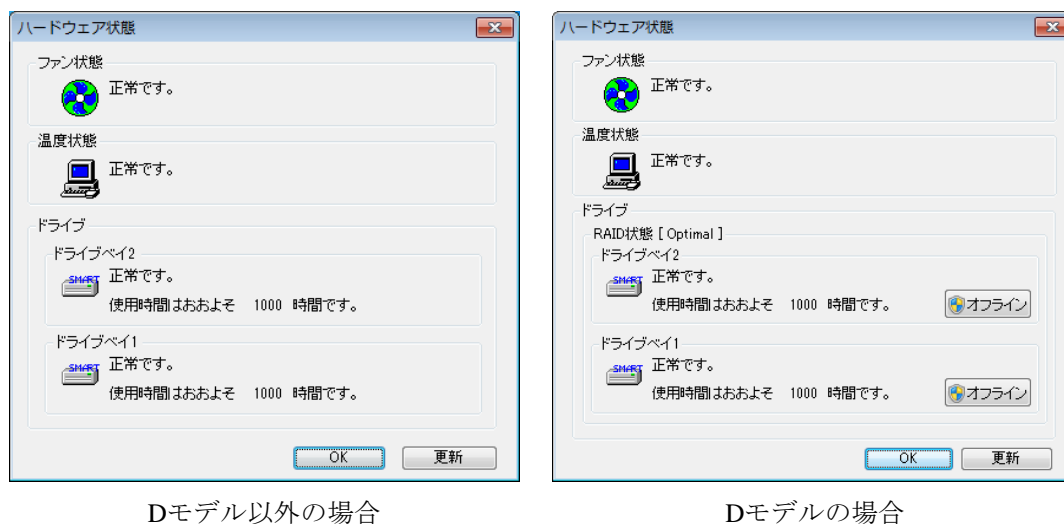 ハードウェア状態
ファン状態
正常です。
温度状態
正常です。
ドライブ
ドライブベイ2
SMART
正常です。
使用時間はおおよそ 1000 時間です。
ドライブベイ1
SMART
正常です。
使用時間はおおよそ 1000 時間です。
OK 更新
Dモデル以外の場合
ハードウェア状態
ファン状態
正常です。
温度状態
正常です。
ドライブ
RAID状態 [ Optimal ]
ドライブベイ2
SMART
正常です。
使用時間はおおよそ 1000 時間です。 オフライン
ドライブベイ1
SMART
正常です。
使用時間はおおよそ 1000 時間です。 オフライン
OK 更新
Dモデルの場合